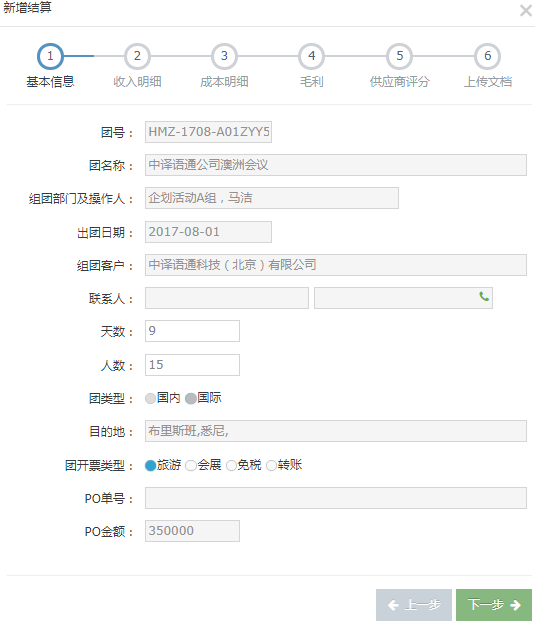 新增结算
1 2 3 4 5 6
基本信息 收入明细 成本明细 毛利 供应商评分 上传文档
团号： HMZ-1708-A01ZYY5
团名称： 中译语通公司澳洲会议
组团部门及操作人： 企划活动A组，马洁
出团日期： 2017-08-01
组团客户： 中译语通科技（北京）有限公司
联系人：
天数： 9
人数： 15
团类型： 国内 国际
目的地： 布里斯班,悉尼,
团开票类型： 旅游 会展 免税 转账
PO单号：
PO金额： 350000
上一步 下一步